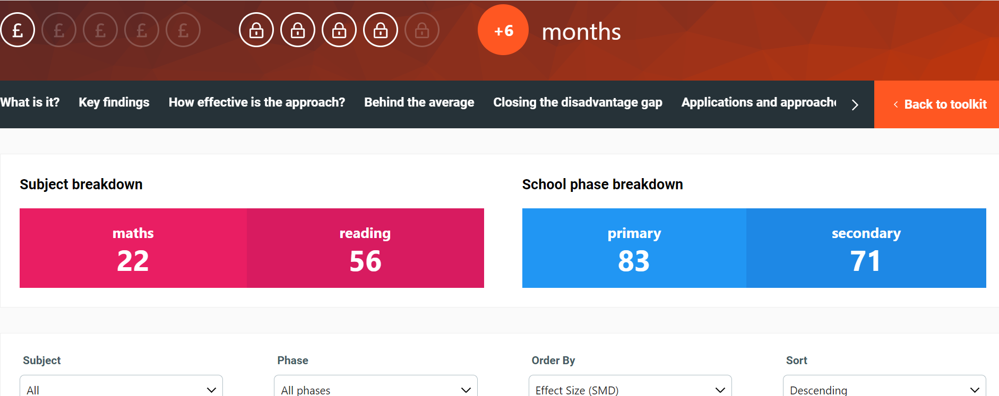 £ £ £ £ £ +6 months
What is it? Key findings How effective is the approach? Behind the average Closing the disadvantage gap Applications and approache Back to toolkit
Subject breakdown School phase breakdown
maths reading primary secondary
22 56 83 71
Subject Phase Order By Sort
All All phases Effect Size (SMD) Descending